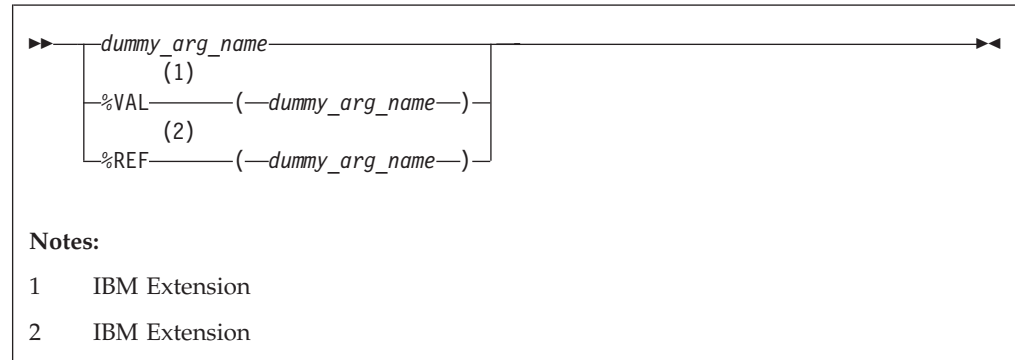 dummy_arg_name
(1)
%VAL ( dummy_arg_name )
(2)
%REF ( dummy_arg_name )
Notes:
1 IBM Extension
2 IBM Extension